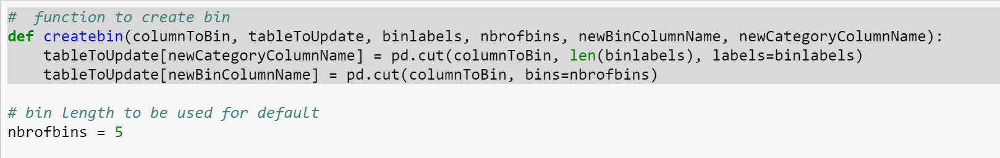 #  function to create bin
def createbin(columnToBin, tableToUpdate, binlabels, nbrofbins, newBinColumnName, newCategoryColumnName):
    tableToUpdate[newCategoryColumnName] = pd.cut(columnToBin, len(binlabels), labels=binlabels)
    tableToUpdate[newBinColumnName] = pd.cut(columnToBin, bins=nbrofbins)
# bin length to be used for default
nbrofbins = 5